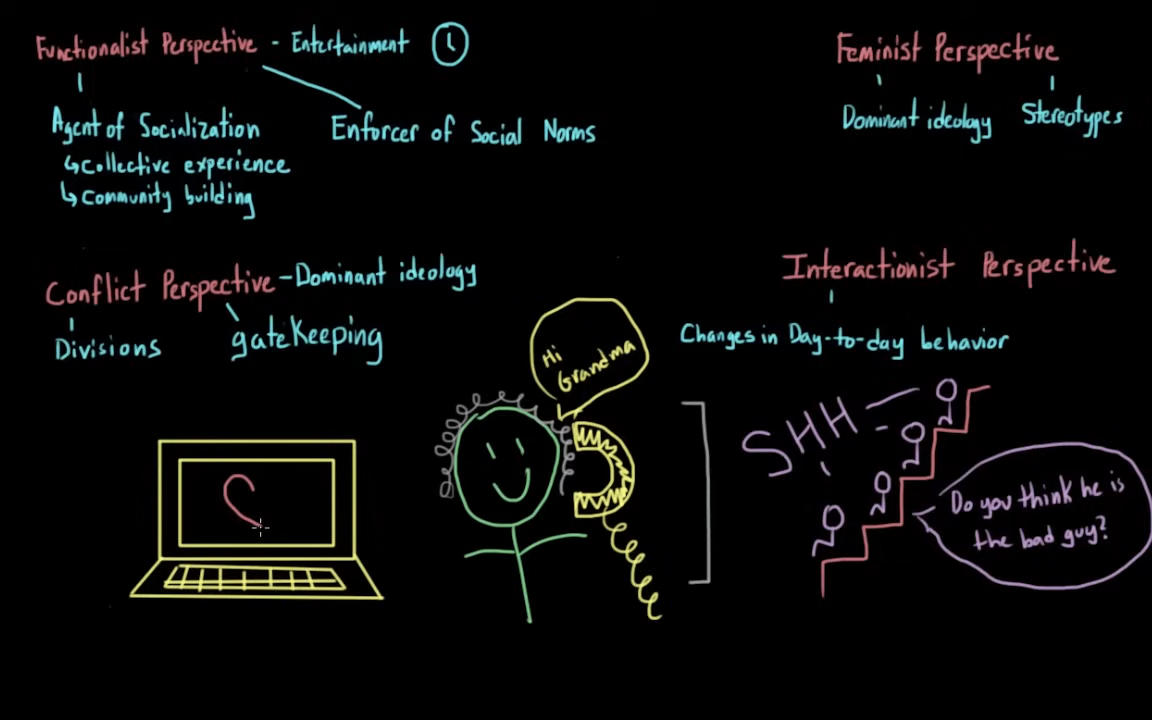 Functionalist Perspective - Entertainment
Agent of Socialization
↳Collective experience
↳Community building
Enforcer of Social Norms
Feminist Perspective
Dominant ideology
Stereotypes
Conflict Perspective-Dominant ideology
Divisions
gateKeeping
Interactionist Perspective
Changes in Day-to-day behavior
Hi
Grandma
SHH
Do you think he is
the bad guy?